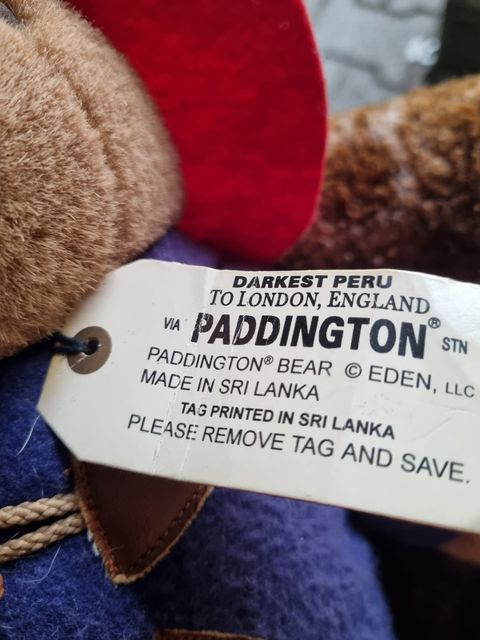 DARKEST PERU
TO LONDON, ENGLAND
VIA PADDINGTON® STN
PADDINGTON® BEAR © EDEN, LLC
MADE IN SRI LANKA
TAG PRINTED IN SRI LANKA
PLEASE REMOVE TAG AND SAVE.